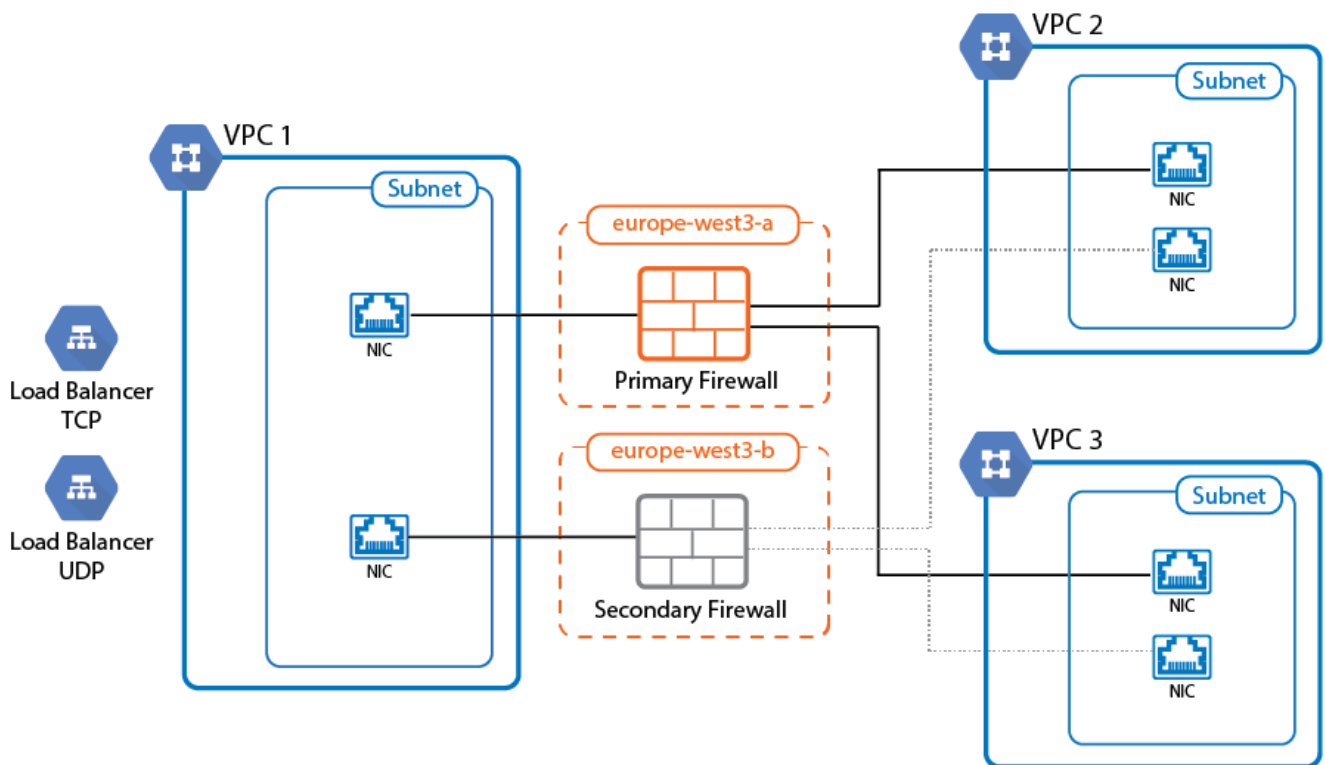 VPC 1
Subnet
NIC
NIC
Load Balancer
TCP
Load Balancer
UDP
europe-west3-a
Primary Firewall
europe-west3-b
Secondary Firewall
VPC 2
Subnet
NIC
NIC
VPC 3
Subnet
NIC
NIC